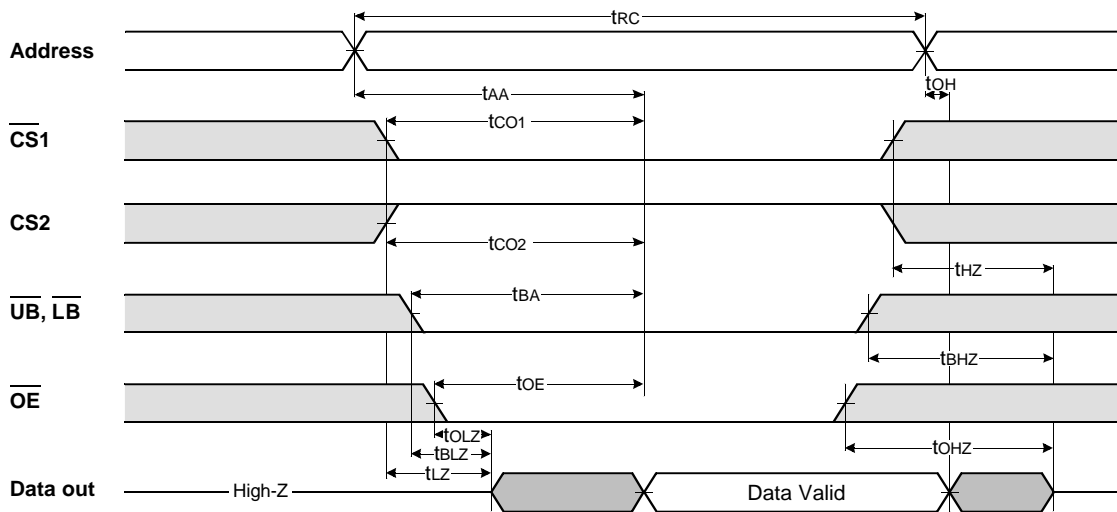 tRC
Address
tOH
tAA
tCO1
CS1
CS2
tCO2
tHZ
tBA
UB, LB
tBHZ
tOE
OE
tOLZ
tOHZ
tBLZ
tLZ
Data out
High-Z
Data Valid